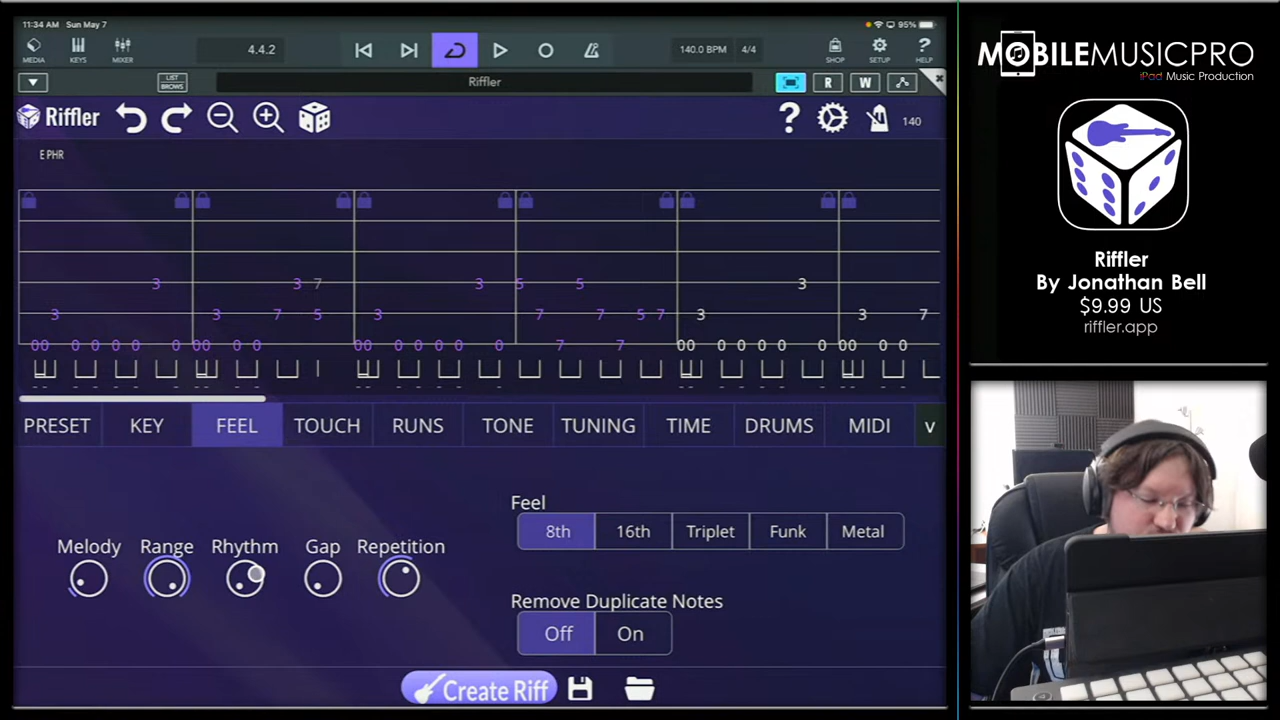 11:34 AM Sun May 7
95%
MEDIA KEYS MIXER
4.4.2
140.0 BPM 4/4
SHOP SETUP HELP
LIST
BROWS
Riffler
R W
Riffler
? 140
E PHR
3 3 7 3 5 5 3
3 3 7 5 3 7 7 5 7 3 3 7
00 0 0 0 0 0 00 0 0 00 0 0 0 0 0 7 7 00 0 0 0 0 0 00 0 0
PRESET KEY FEEL TOUCH RUNS TONE TUNING TIME DRUMS MIDI v
Feel
8th 16th Triplet Funk Metal
Melody Range Rhythm Gap Repetition
Remove Duplicate Notes
Off On
Create Riff
MOBILEMUSICPRO
iPad Music Production
Riffler
By Jonathan Bell
$9.99 US
riffler.app